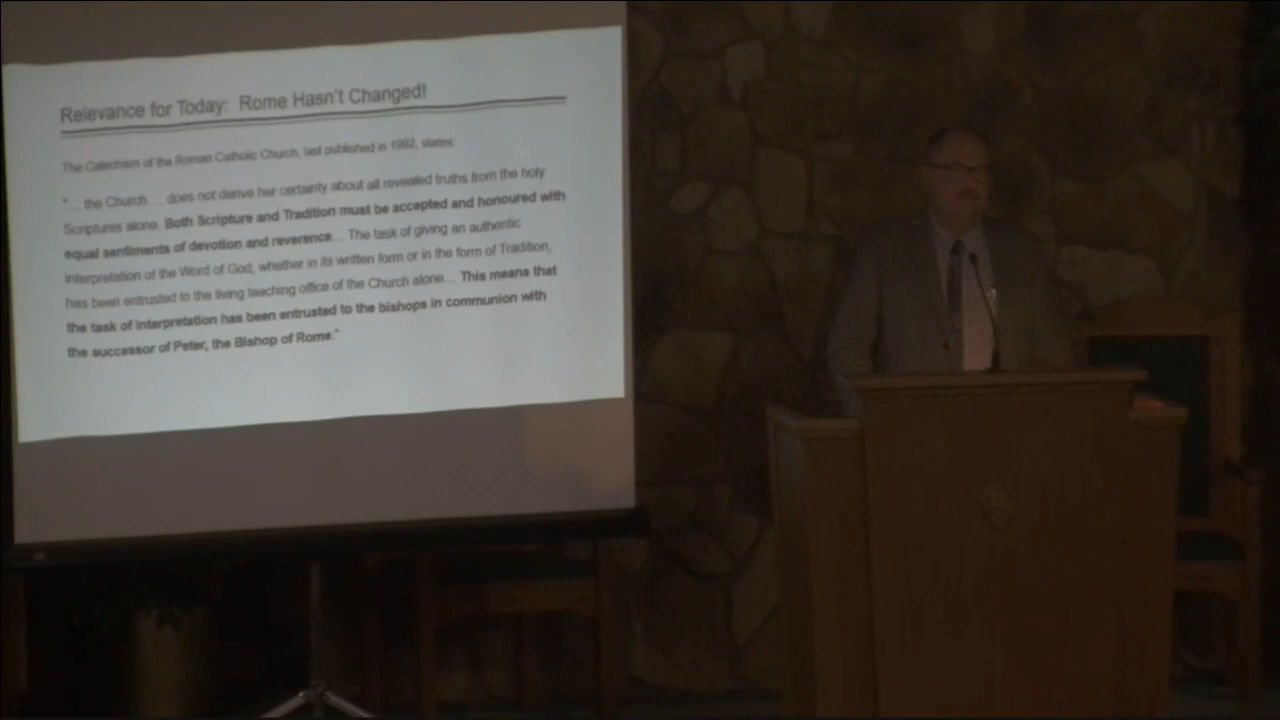 Relevance for Today: Rome Hasn't Changed!
The Catechism of the Roman Catholic Church, last published in 1992, states:
"... the Church ... does not derive her certainty about all revealed truths from the holy
Scriptures alone. Both Scripture and Tradition must be accepted and honoured with
equal sentiments of devotion and reverence... The task of giving an authentic
interpretation of the Word of God, whether in its written form or in the form of Tradition,
has been entrusted to the living teaching office of the Church alone... This means that
the task of interpretation has been entrusted to the bishops in communion with
the successor of Peter, the Bishop of Rome."